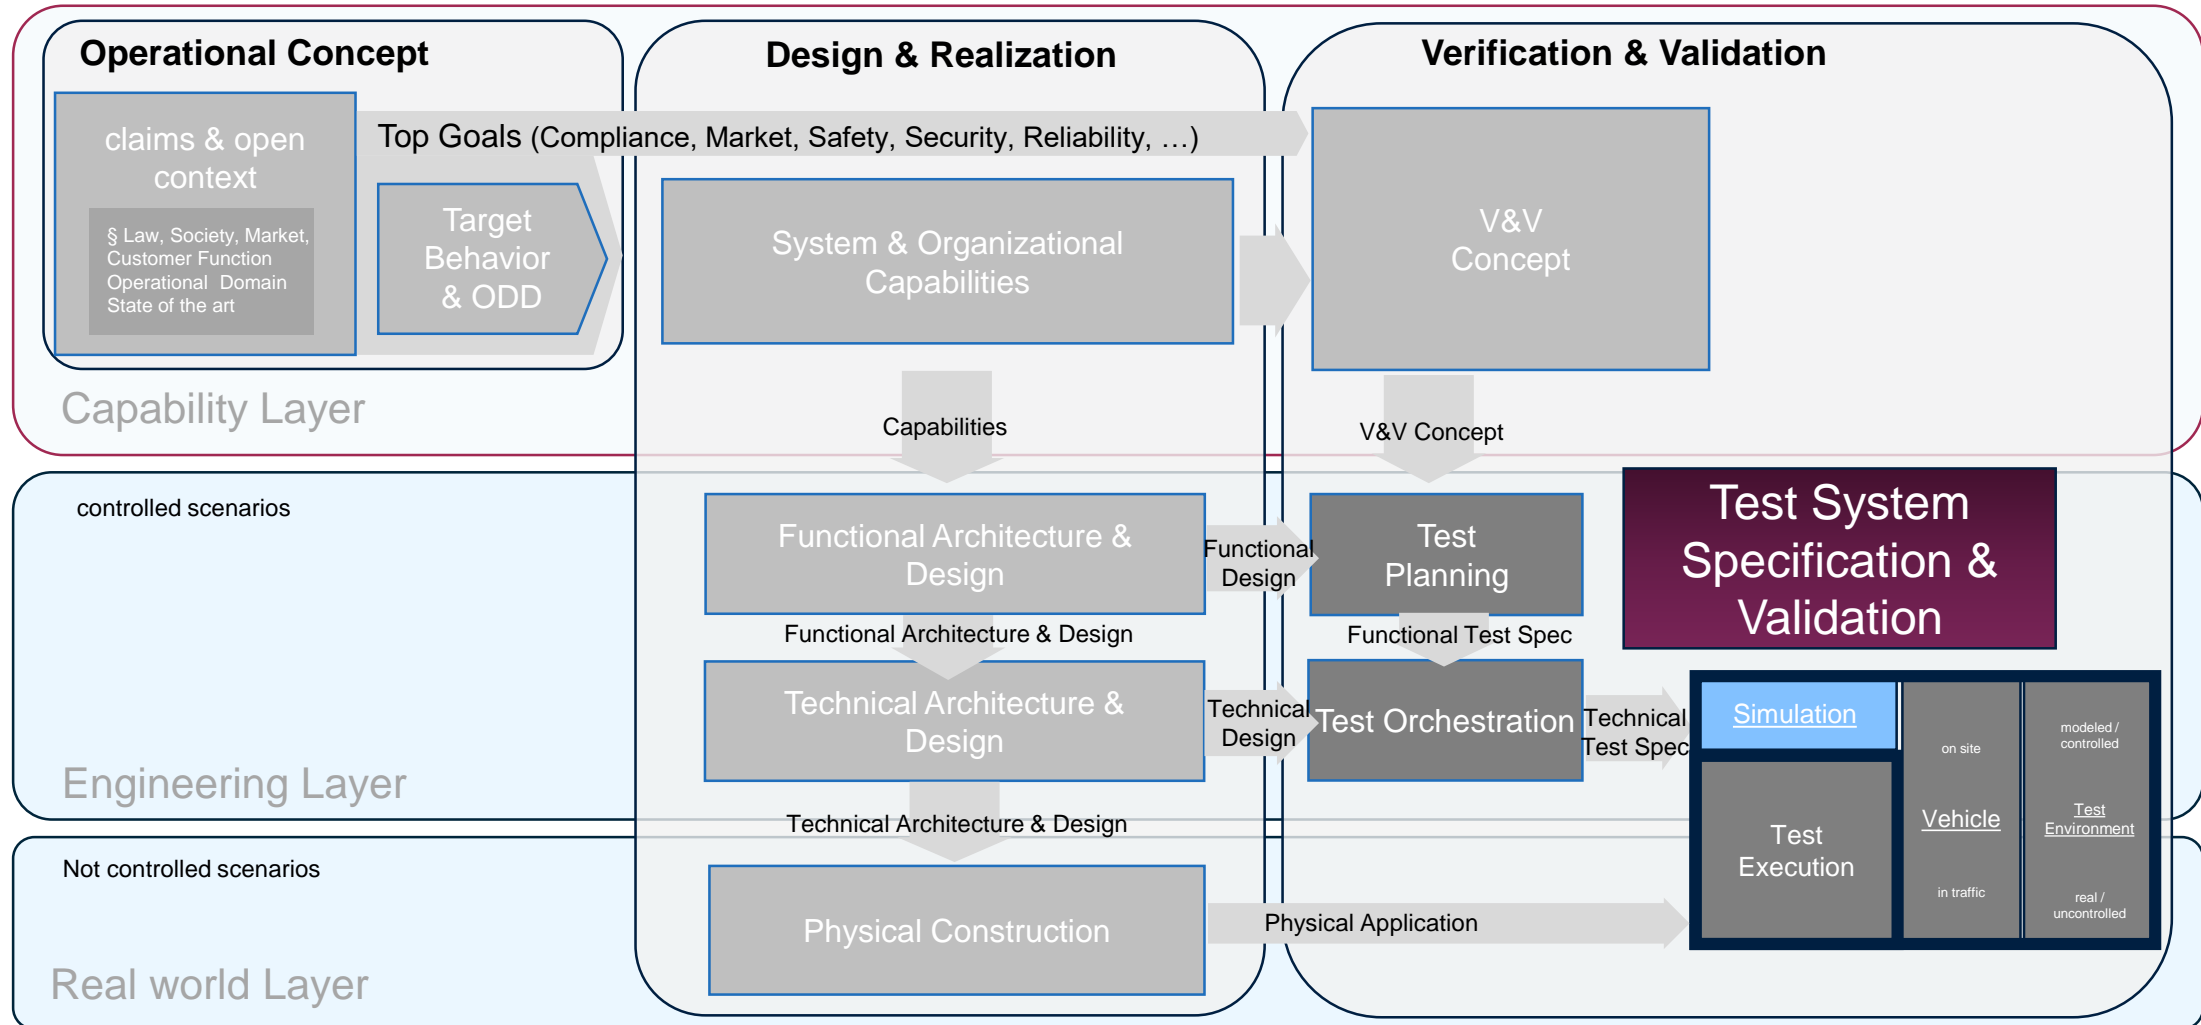 Operational Concept
claims & open
context
§ Law, Society, Market,
Customer Function
Operational Domain
State of the art
Top Goals (Compliance, Market, Safety, Security, Reliability, …)
Target
Behavior
& ODD
Design & Realization
System & Organizational
Capabilities
Verification & Validation
V&V
Concept
Capability Layer
Capabilities
V&V Concept
controlled scenarios
Functional Architecture &
Design
Functional
Design
Test
Planning
Test System
Specification &
Validation
Functional Architecture & Design
Functional Test Spec
Technical Architecture &
Design
Technical
Design
Test Orchestration
Technical
Test Spec
Simulation
Test
Execution
on site
Vehicle
in traffic
modeled /
controlled
Test
Environment
real /
uncontrolled
Engineering Layer
Technical Architecture & Design
Not controlled scenarios
Physical Construction
Physical Application
Real world Layer